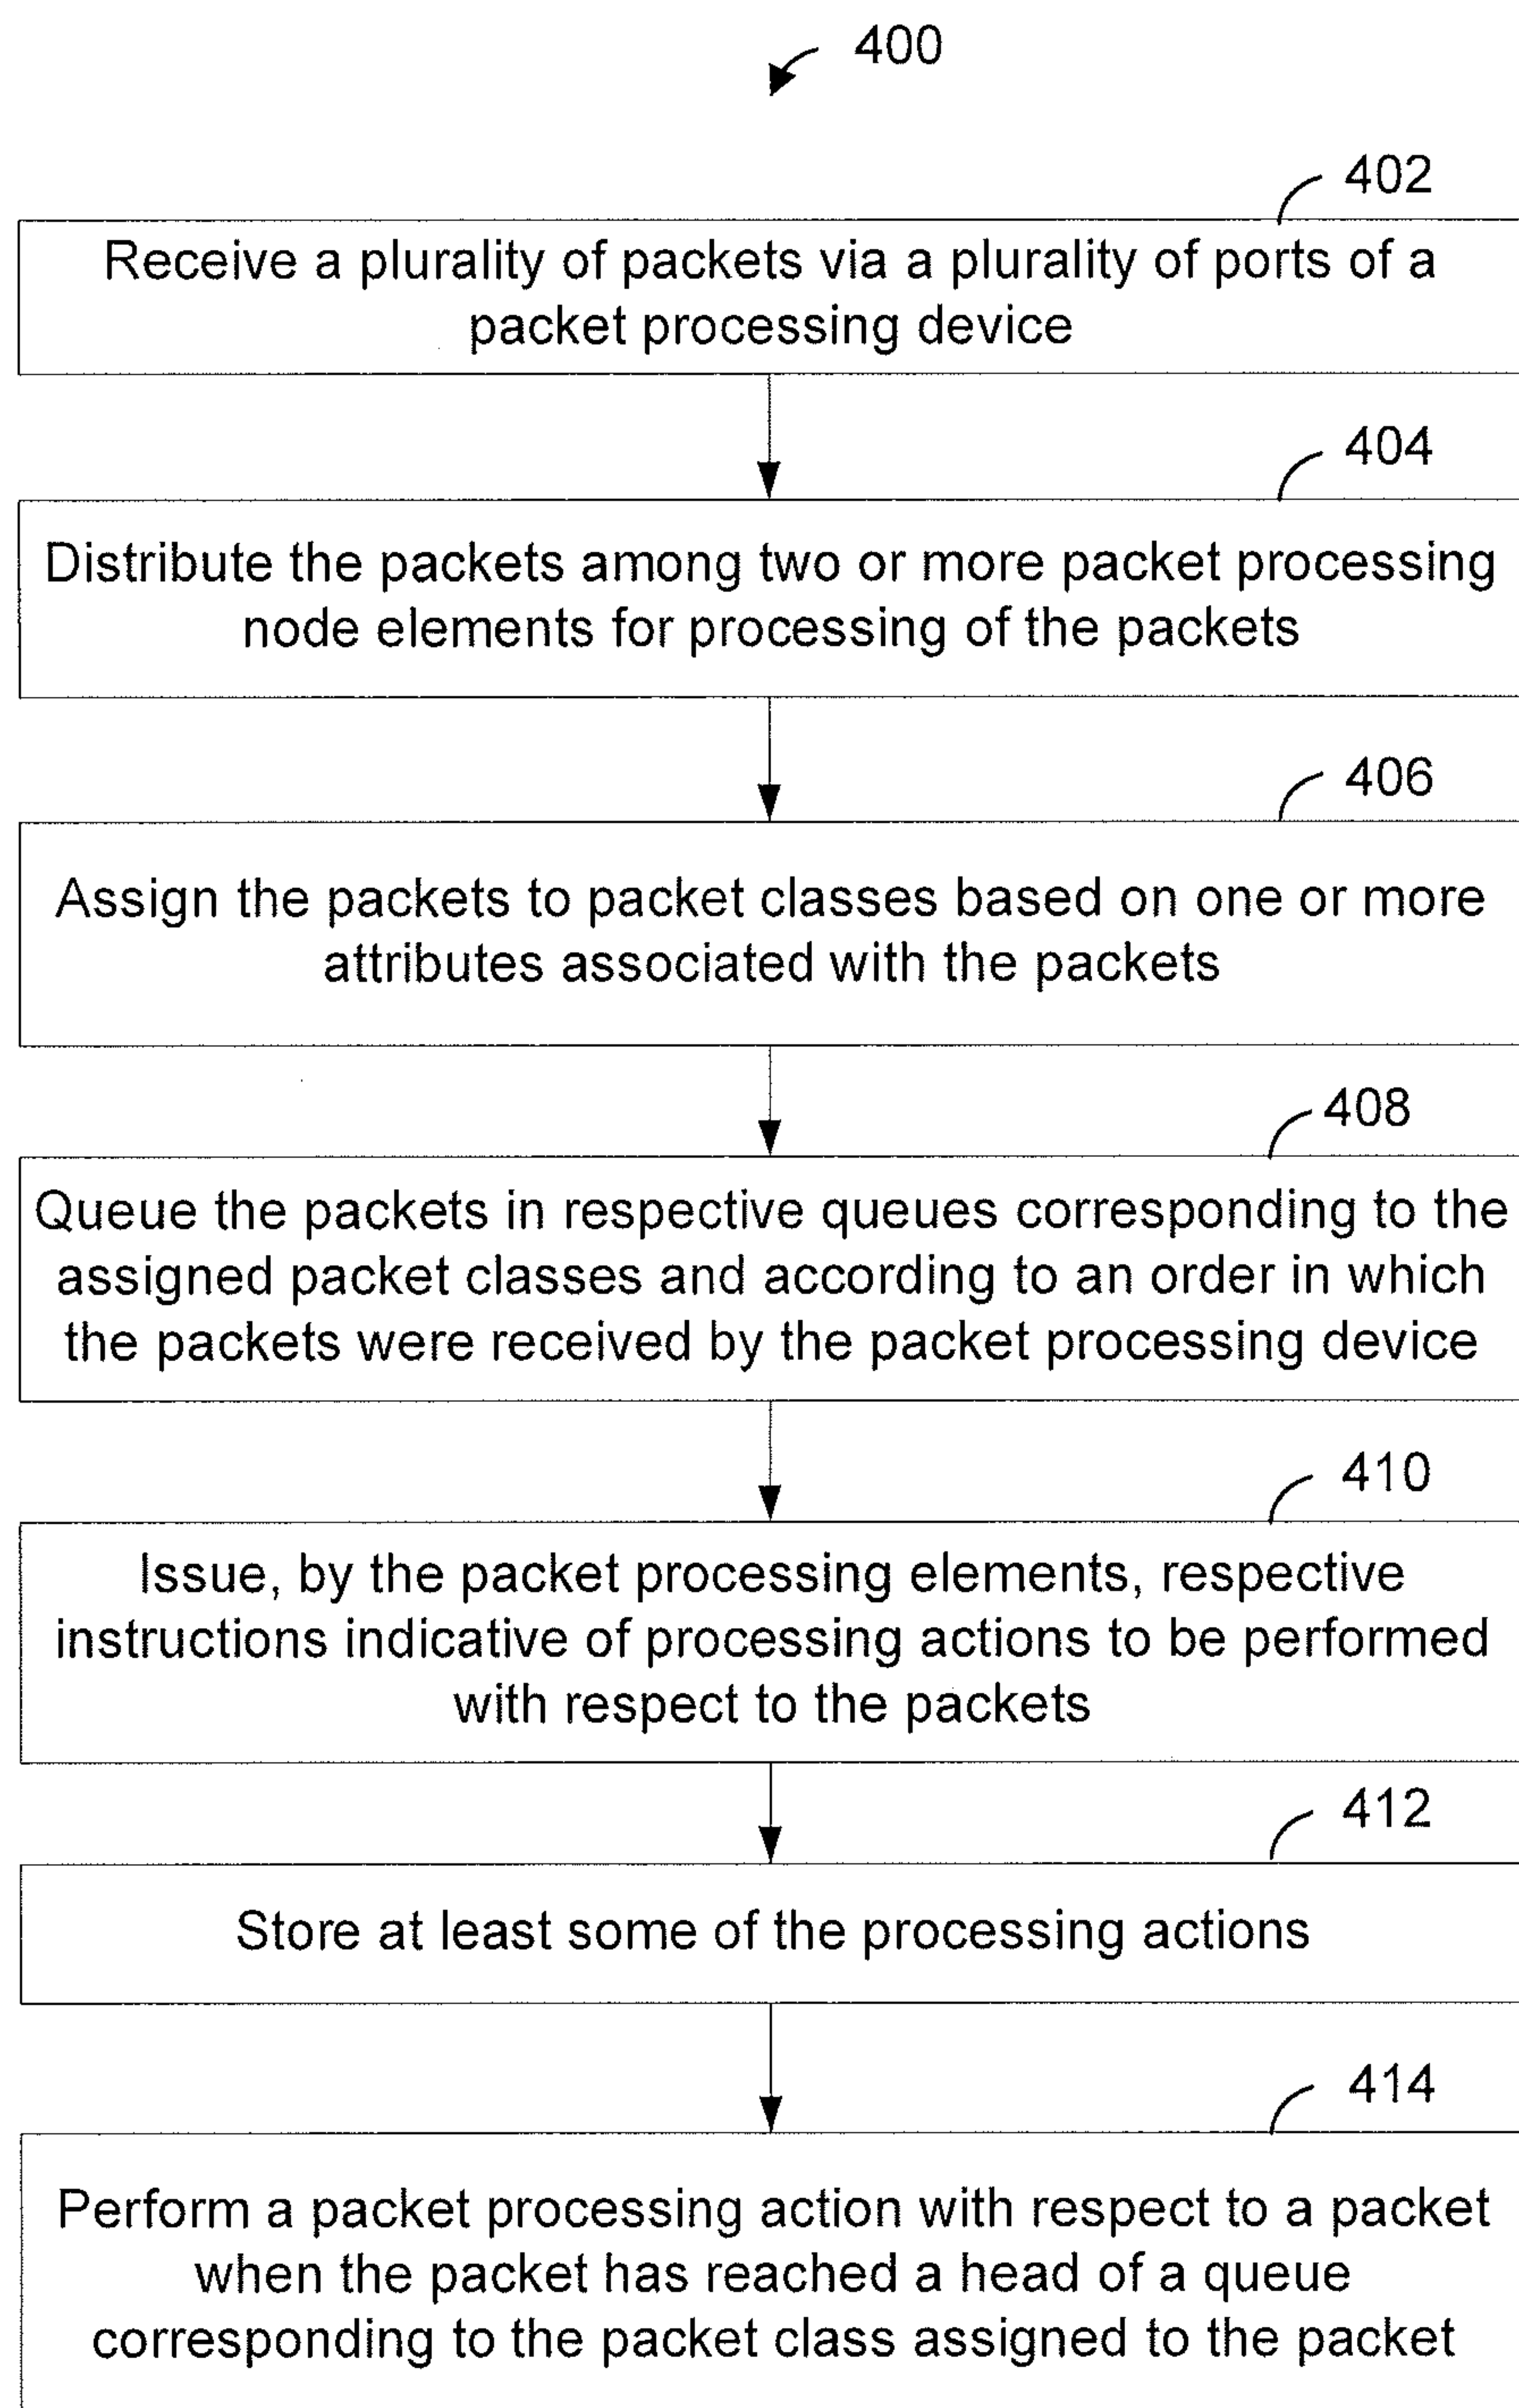 400
402
Receive a plurality of packets via a plurality of ports of a
packet processing device
404
Distribute the packets among two or more packet processing
node elements for processing of the packets
406
Assign the packets to packet classes based on one or more
attributes associated with the packets
408
Queue the packets in respective queues corresponding to the
assigned packet classes and according to an order in which
the packets were received by the packet processing device
410
Issue, by the packet processing elements, respective
instructions indicative of processing actions to be performed
with respect to the packets
412
Store at least some of the processing actions
414
Perform a packet processing action with respect to a packet
when the packet has reached a head of a queue
corresponding to the packet class assigned to the packet